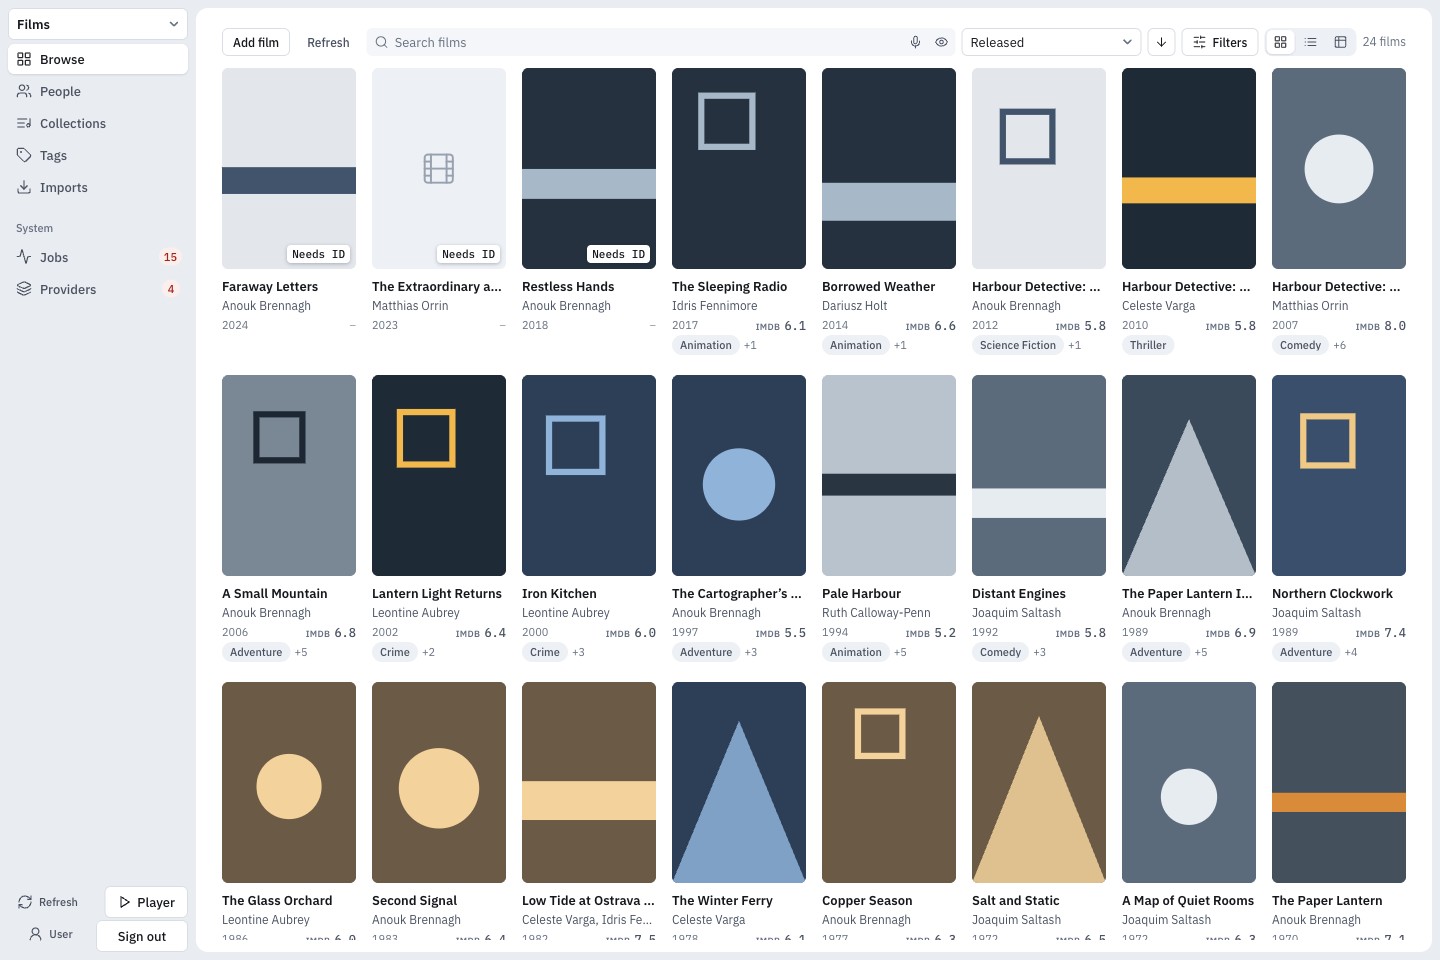 Films
Browse
People
Collections
Tags
Imports
System
Jobs 15
Providers 4
Refresh
Player
User
Sign out
Add film Refresh Search films Released Filters 24 films
Needs ID Needs ID Needs ID
Faraway Letters The Extraordinary a... Restless Hands The Sleeping Radio Borrowed Weather Harbour Detective: ... Harbour Detective: ... Harbour Detective: ...
Anouk Brennagh Matthias Orrin Anouk Brennagh Idris Fennimore Dariusz Holt Anouk Brennagh Celeste Varga Matthias Orrin
2024 – 2023 – 2018 – 2017 IMDB 6.1 2014 IMDB 6.6 2012 IMDB 5.8 2010 IMDB 5.8 2007 IMDB 8.0
Animation +1 Animation +1 Science Fiction +1 Thriller Comedy +6
A Small Mountain Lantern Light Returns Iron Kitchen The Cartographer's ... Pale Harbour Distant Engines The Paper Lantern I... Northern Clockwork
Anouk Brennagh Leontine Aubrey Leontine Aubrey Anouk Brennagh Ruth Calloway-Penn Joaquim Saltash Anouk Brennagh Joaquim Saltash
2006 IMDB 6.8 2002 IMDB 6.4 2000 IMDB 6.0 1997 IMDB 5.5 1994 IMDB 5.2 1992 IMDB 5.8 1989 IMDB 6.9 1989 IMDB 7.4
Adventure +5 Crime +2 Crime +3 Adventure +3 Animation +5 Comedy +3 Adventure +5 Adventure +4
The Glass Orchard Second Signal Low Tide at Ostrava ... The Winter Ferry Copper Season Salt and Static A Map of Quiet Rooms The Paper Lantern
Leontine Aubrey Anouk Brennagh Celeste Varga, Idris Fe... Celeste Varga Anouk Brennagh Joaquim Saltash Joaquim Saltash Anouk Brennagh